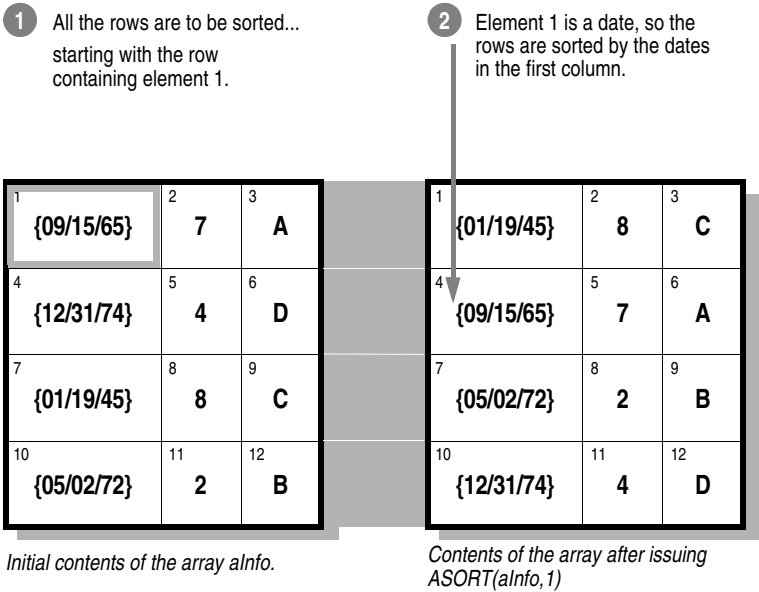 1 All the rows are to be sorted...
starting with the row
containing element 1.
2 Element 1 is a date, so the
rows are sorted by the dates
in the first column.
1 2 3
{09/15/65} 7 A
4 5 6
{12/31/74} 4 D
7 8 9
{01/19/45} 8 C
10 11 12
{05/02/72} 2 B
Initial contents of the array aInfo.
1 2 3
{01/19/45} 8 C
4 5 6
{09/15/65} 7 A
7 8 9
{05/02/72} 2 B
10 11 12
{12/31/74} 4 D
Contents of the array after issuing
ASORT(aInfo,1)